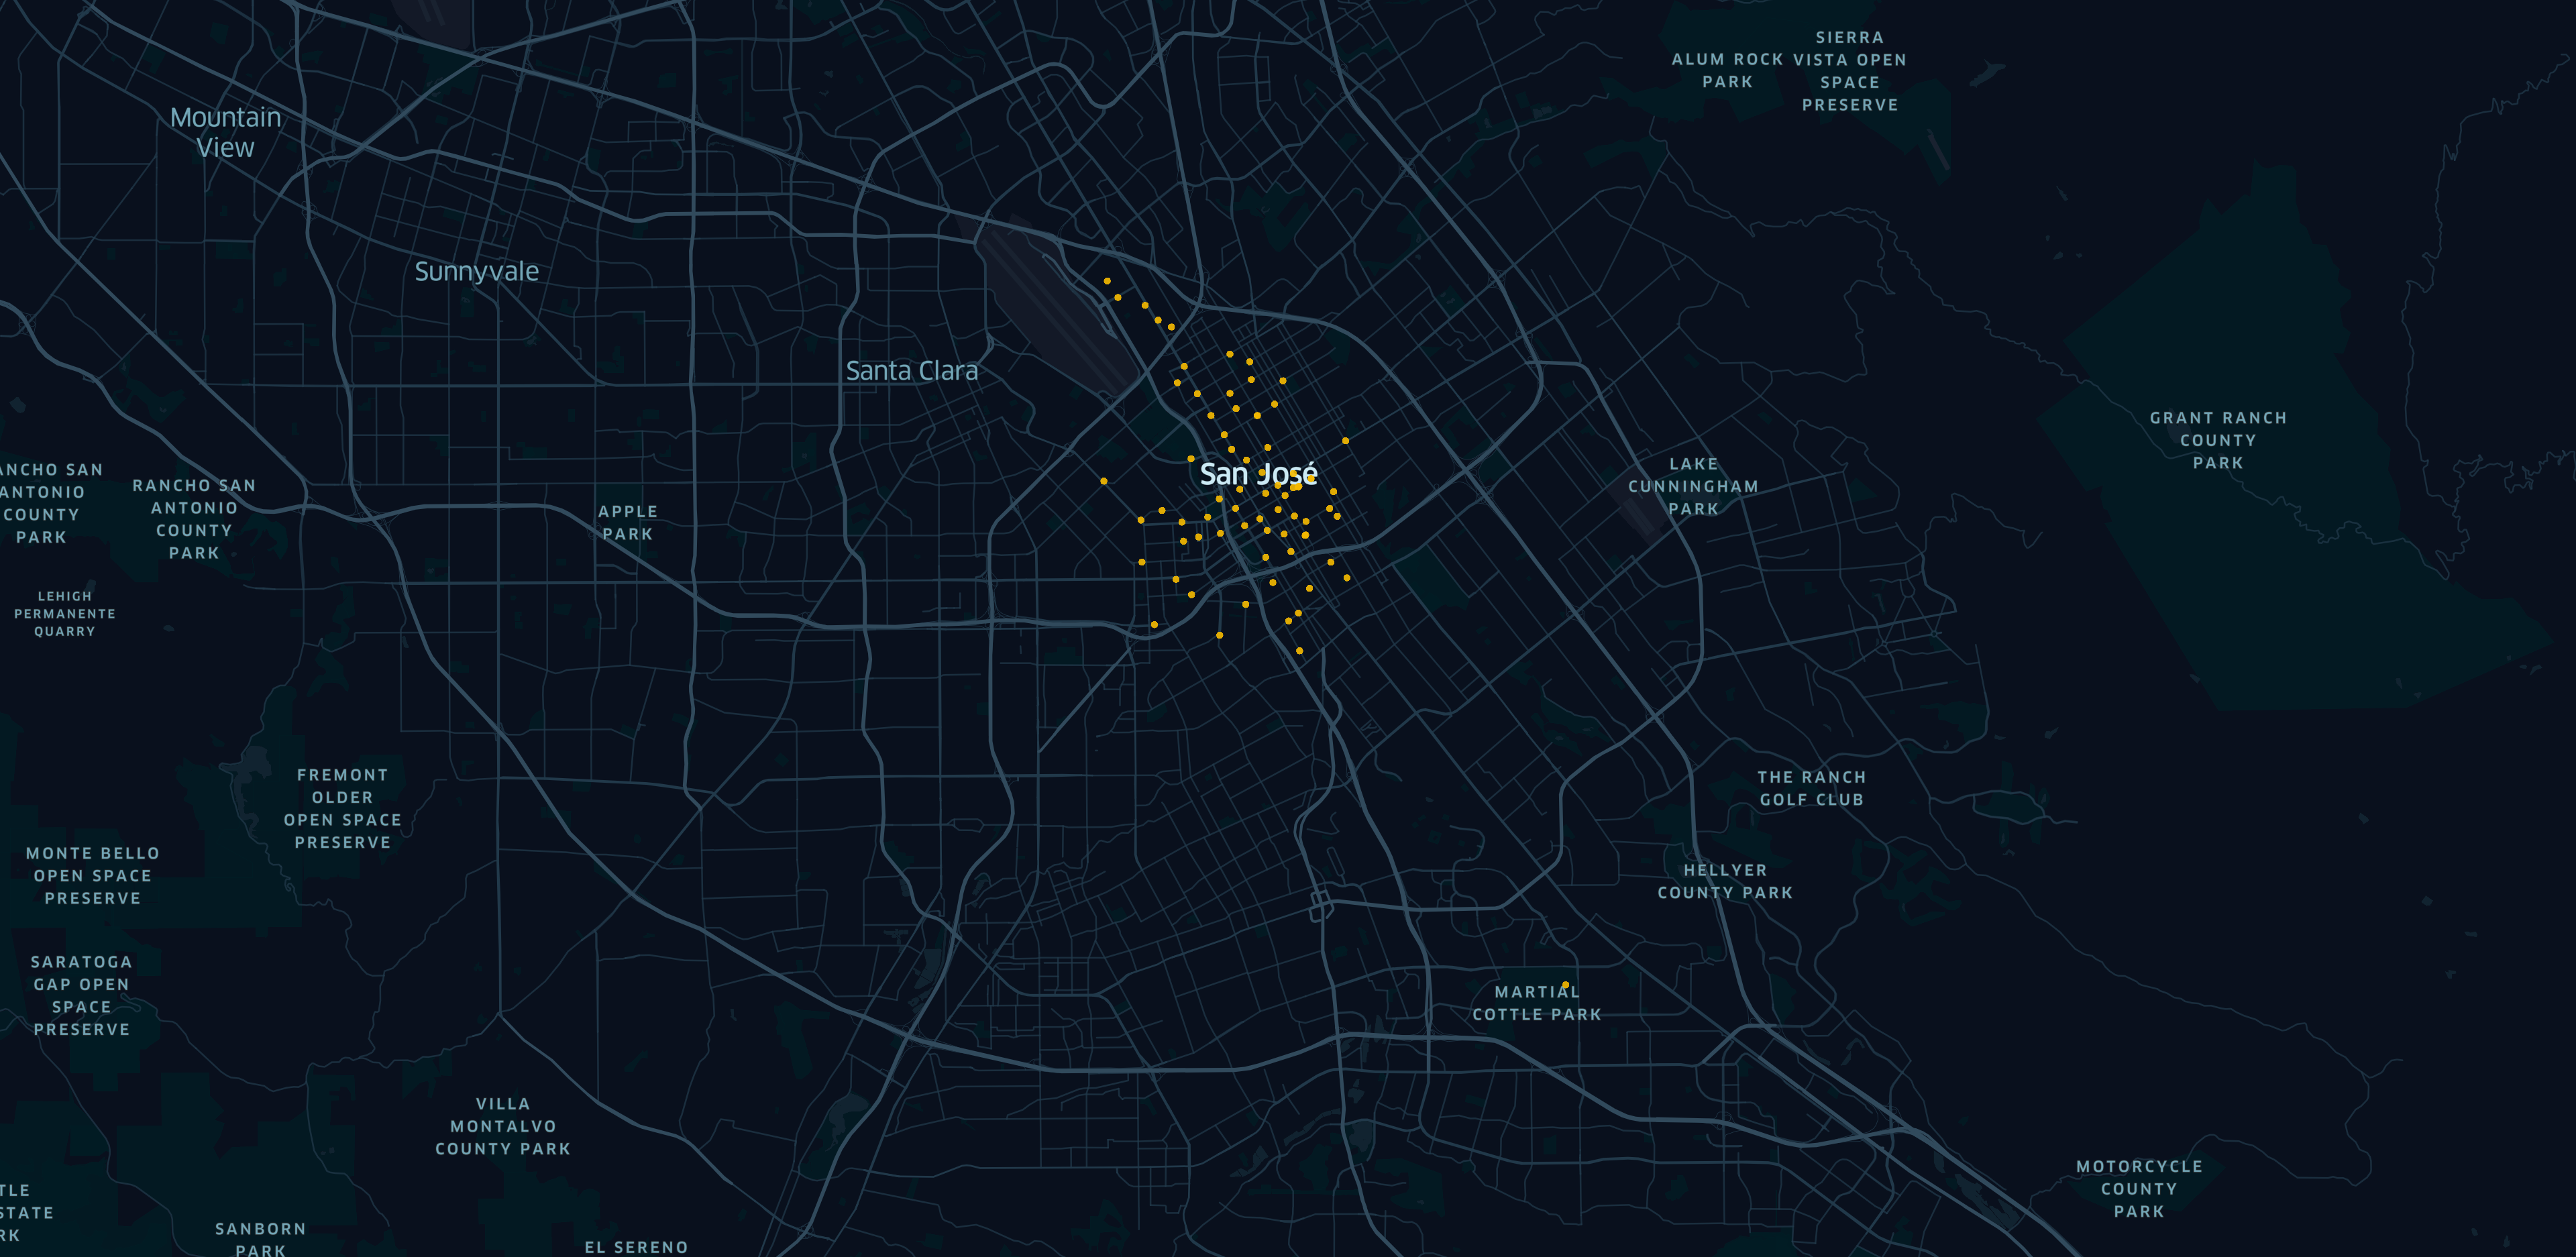 SIERRA
VISTA OPEN
SPACE
PRESERVE
ALUM ROCK
PARK
Mountain
View
Sunnyvale
Santa Clara
GRANT RANCH
COUNTY
PARK
San José
LAKE
CUNNINGHAM
PARK
ANCHO SAN
ANTONIO
COUNTY
PARK
RANCHO SAN
ANTONIO
COUNTY
PARK
APPLE
PARK
LEHIGH
PERMANENTE
QUARRY
FREMONT
OLDER
OPEN SPACE
PRESERVE
THE RANCH
GOLF CLUB
MONTE BELLO
OPEN SPACE
PRESERVE
HELLYER
COUNTY PARK
SARATOGA
GAP OPEN
SPACE
PRESERVE
MARTIAL
COTTLE PARK
VILLA
MONTALVO
COUNTY PARK
MOTORCYCLE
COUNTY
PARK
TLE
STATE
RK
SANBORN
PARK
EL SERENO